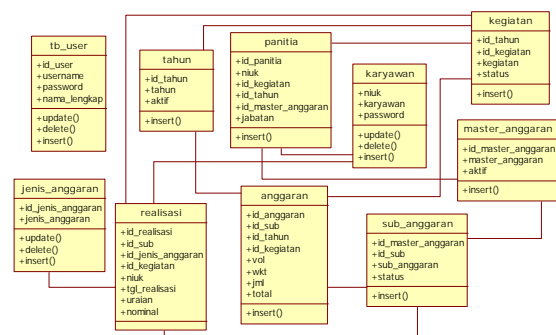 tb_user
+id_user
+username
+password
+nama_lengkap
+update()
+delete()
+insert()
tahun
+id_tahun
+tahun
+aktif
+insert()
panitia
+id_panitia
+niuk
+id_kegiatan
+id_tahun
+id_master_anggaran
+jabatan
+insert()
karyawan
+niuk
+karyawan
+password
+update()
+delete()
+insert()
kegiatan
+id_tahun
+id_kegiatan
+kegiatan
+status
+insert()
master_anggaran
+id_master_anggaran
+master_anggaran
+aktif
+insert()
jenis_anggaran
+id_jenis_anggaran
+jenis_anggaran
+update()
+delete()
+insert()
realisasi
+id_realisasi
+id_sub
+id_jenis_anggaran
+id_kegiatan
+niuk
+tgl_realisasi
+uraian
+nominal
anggaran
+id_anggaran
+id_sub
+id_tahun
+id_kegiatan
+vol
+wkt
+jml
+total
+insert()
sub_anggaran
+id_master_anggaran
+id_sub
+sub_anggaran
+status
+insert()